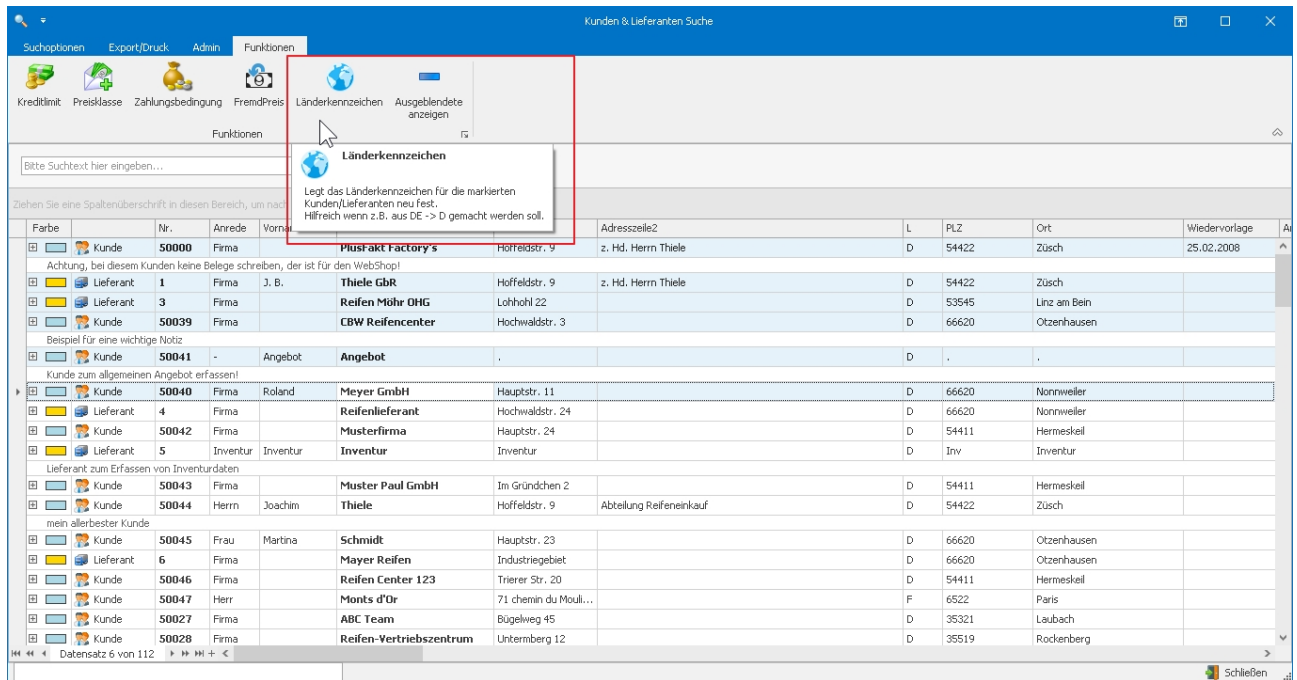 Kunden & Lieferanten Suche
Suchoptionen Export/Druck Admin Funktionen
Kreditlimit Preisklasse Zahlungsbedingung FremdPreis Länderkennzeichen Ausgeblendete anzeigen
Funktionen
Bitte Suchtext hier eingeben...
Länderkennzeichen
Legt das Länderkennzeichen für die markierten
Kunden/Lieferanten neu fest.
Hilfreich wenn z.B. aus DE -> D gemacht werden soll.
Ziehen Sie eine Spaltenüberschrift in diesen Bereich, um nach
Farbe Nr. Anrede Adresszeile2 L PLZ Ort Wiedervorlage
Kunde 50000 Firma PlusFakt Factory's Hoffeldstr. 9 z. Hd. Herrn Thiele D 54422 Züsch 25.02.2008
Achtung, bei diesem Kunden keine Belege schreiben, der ist für den WebShop!
Lieferant 1 Firma J. B. Thiele GbR Hoffeldstr. 9 z. Hd. Herrn Thiele D 54422 Züsch
Lieferant 3 Firma Reifen Möhr OHG Lohhohl 22 D 53545 Linz am Bein
Kunde 50039 Firma CBW Reifencenter Hochwaldstr. 3 D 66620 Otzenhausen
Beispiel für eine wichtige Notiz
Kunde 50041 - Angebot Angebot . D . .
Kunde zum allgemeinen Angebot erfassen!
Kunde 50040 Firma Roland Meyer GmbH Hauptstr. 11 D 66620 Nonnweiler
Lieferant 4 Firma Reifenlieferant Hochwaldstr. 24 D 66620 Nonnweiler
Kunde 50042 Firma Musterfirma Hauptstr. 24 D 54411 Hermeskeil
Lieferant 5 Inventur Inventur Inventur Inventur D Inv Inventur
Lieferant zum Erfassen von Inventurdaten
Kunde 50043 Firma Muster Paul GmbH Im Gründchen 2 D 54411 Hermeskeil
Kunde 50044 Herrn Joachim Thiele Hoffeldstr. 9 Abteilung Reifeneinkauf D 54422 Züsch
mein allerbester Kunde
Kunde 50045 Frau Martina Schmidt Hauptstr. 23 D 66620 Otzenhausen
Lieferant 6 Firma Mayer Reifen Industriegebiet D 66620 Otzenhausen
Kunde 50046 Firma Reifen Center 123 Trierer Str. 20 D 54411 Hermeskeil
Kunde 50047 Herr Monts d'Or 71 chemin du Mouli... F 6522 Paris
Kunde 50027 Firma ABC Team Bügelweg 45 D 35321 Laubach
Kunde 50028 Firma Reifen-Vertriebszentrum Untermberg 12 D 35519 Rockenberg
Datensatz 6 von 112
Schließen